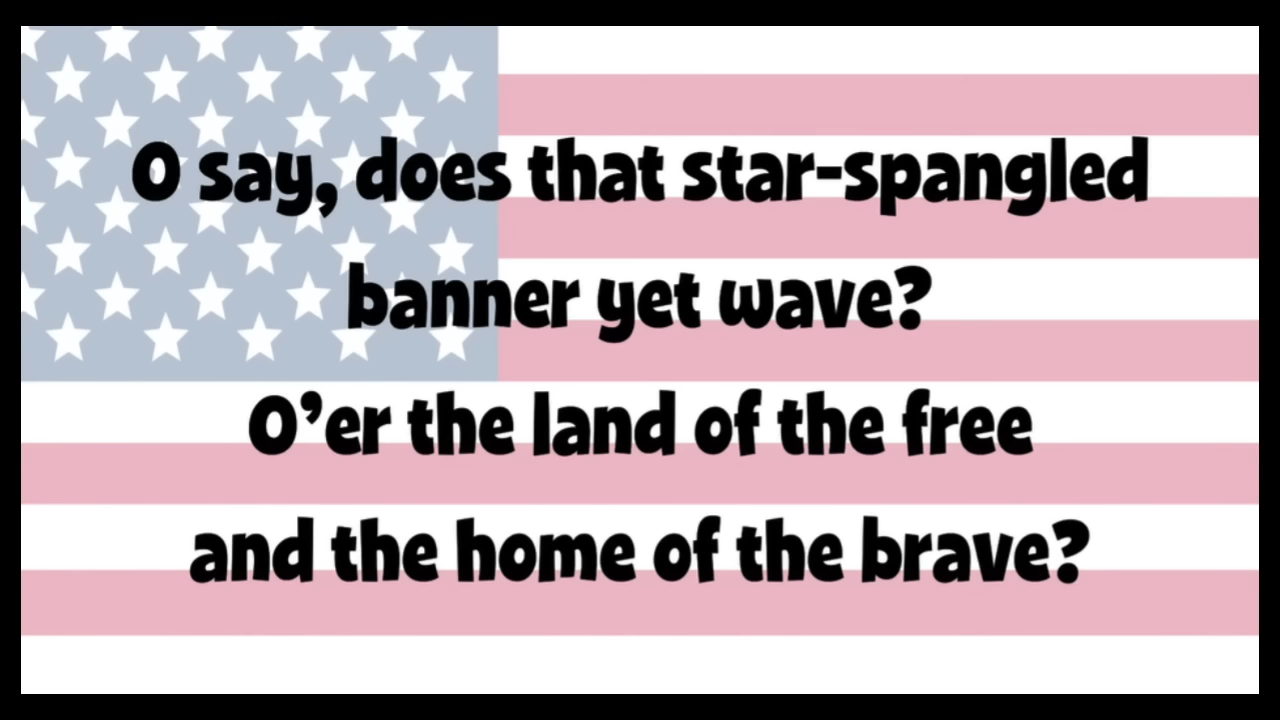 O say, does that star-spangled
banner yet wave?
O’er the land of the free
and the home of the brave?